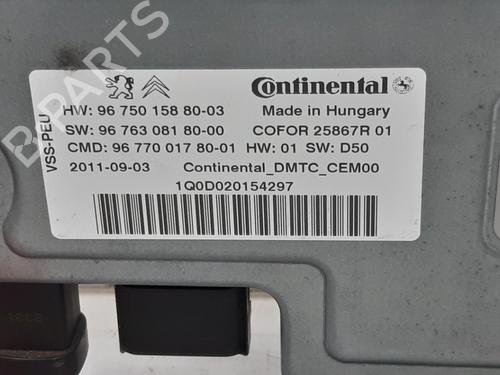 VSS-PEU
Continental
HW: 96 750 158 80-03 Made in Hungary
SW: 96 763 081 80-00 COFOR 25867R 01
CMD: 96 770 017 80-01 HW: 01 SW: D50
2011-09-03 Continental_DMTC_CEM00
1Q0D020154297
B-PARTS